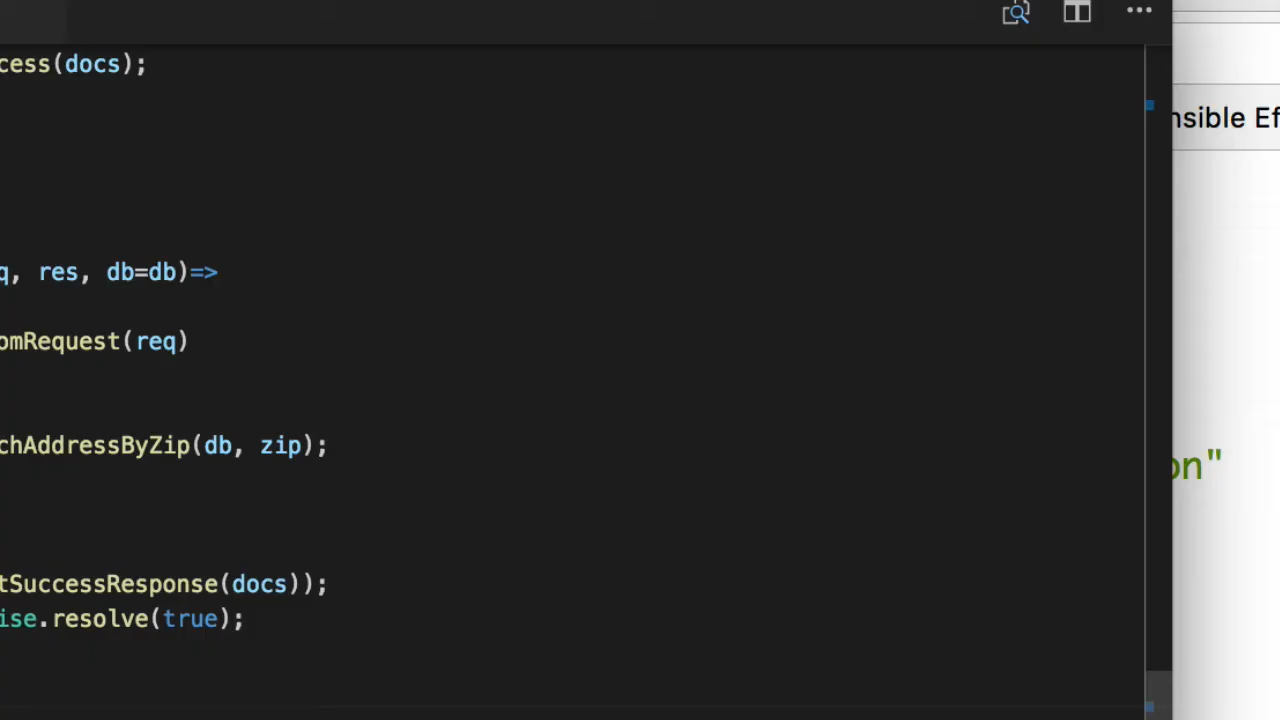 cess(docs);
nsible Ef
q, res, db=db)=>
omRequest(req)
chAddressByZip(db, zip);
on"
tSuccessResponse(docs));
ise.resolve(true);